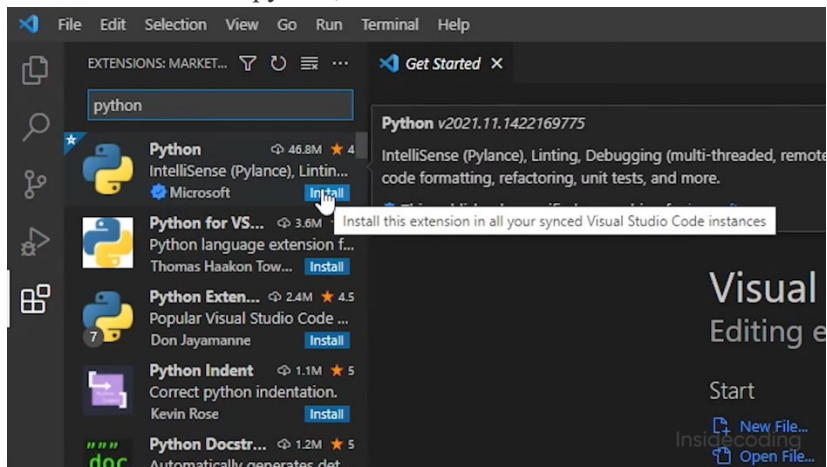 File Edit Selection View Go Run Terminal Help
EXTENSIONS: MARKET... Get Started
python
Python v2021.11.1422169775
IntelliSense (Pylance), Linting, Debugging (multi-threaded, remote
code formatting, refactoring, unit tests, and more.
Python 46.8M 4
IntelliSense (Pylance), Lintin...
Microsoft Install
Install this extension in all your synced Visual Studio Code instances
Python for VS... 3.6M
Python language extension f...
Thomas Haakon Tow... Install
Python Exten... 2.4M 4.5
Popular Visual Studio Code ...
7 Don Jayamanne Install
Python Indent 1.1M 5
Correct python indentation.
Kevin Rose Install
Python Docstr... 1.2M 5
Automatically generates det
doc
Visual
Editing e
Start
New File...
Open File...
Insidecoding